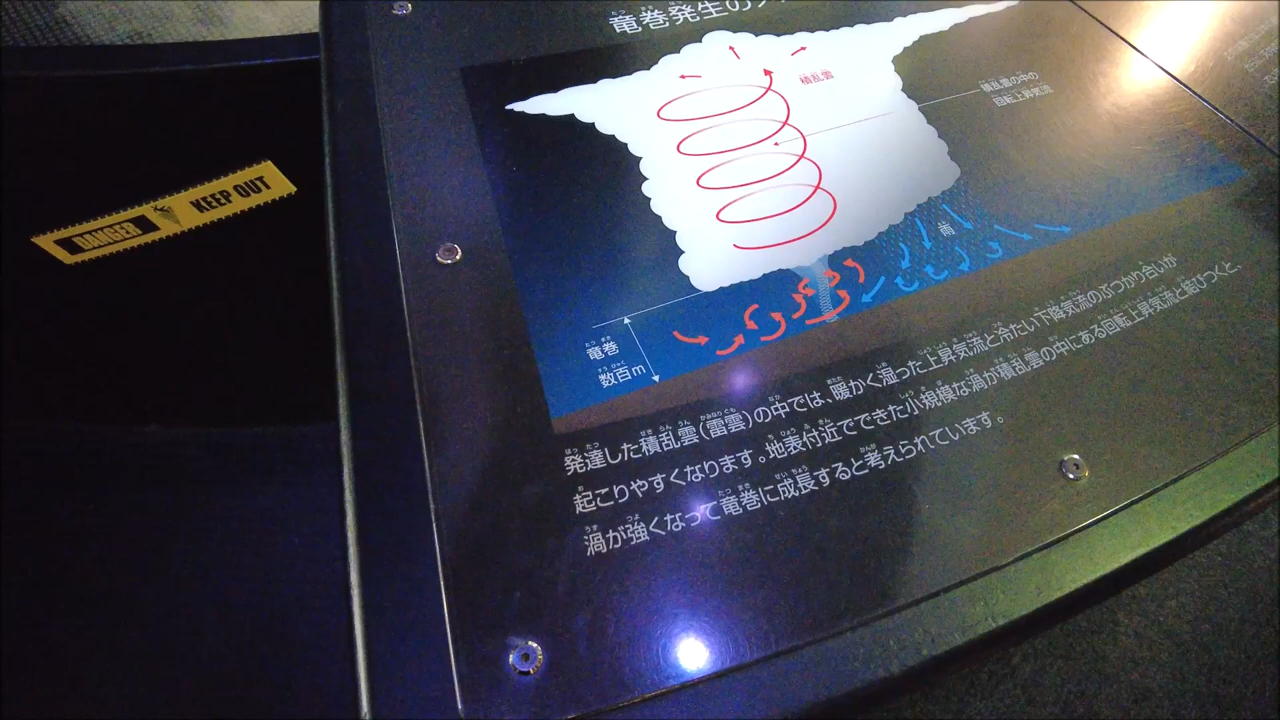 竜巻発生の
積乱雲
積乱雲の中の
回転上昇気流
雨
竜巻
数百m
DANGER KEEP OUT
発達した積乱雲(雷雲)の中では、暖かく湿った上昇気流と冷たい下降気流のぶつかり合いが
起こりやすくなります。地表付近でできた小規模な渦が積乱雲の中にある回転上昇気流と結びつくと、
渦が強くなって竜巻に成長すると考えられています。